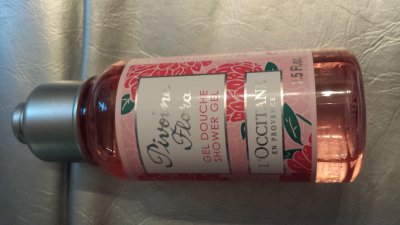 Pivoine
Flora
GEL DOUCHE
SHOWER GEL
L'OCCITANE
EN PROVENCE